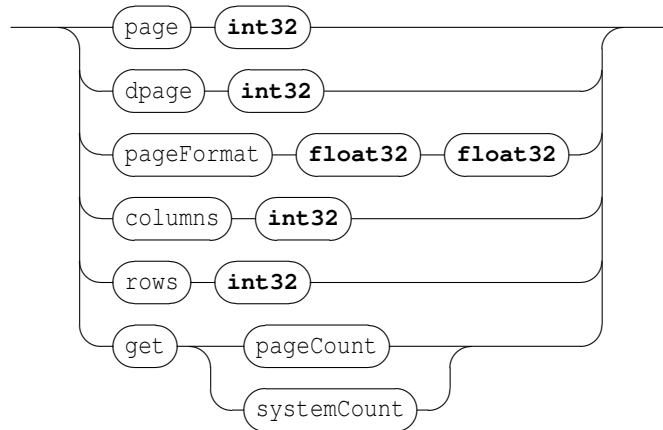 page int32
dpage int32
pageFormat float32 float32
columns int32
rows int32
get pageCount
systemCount